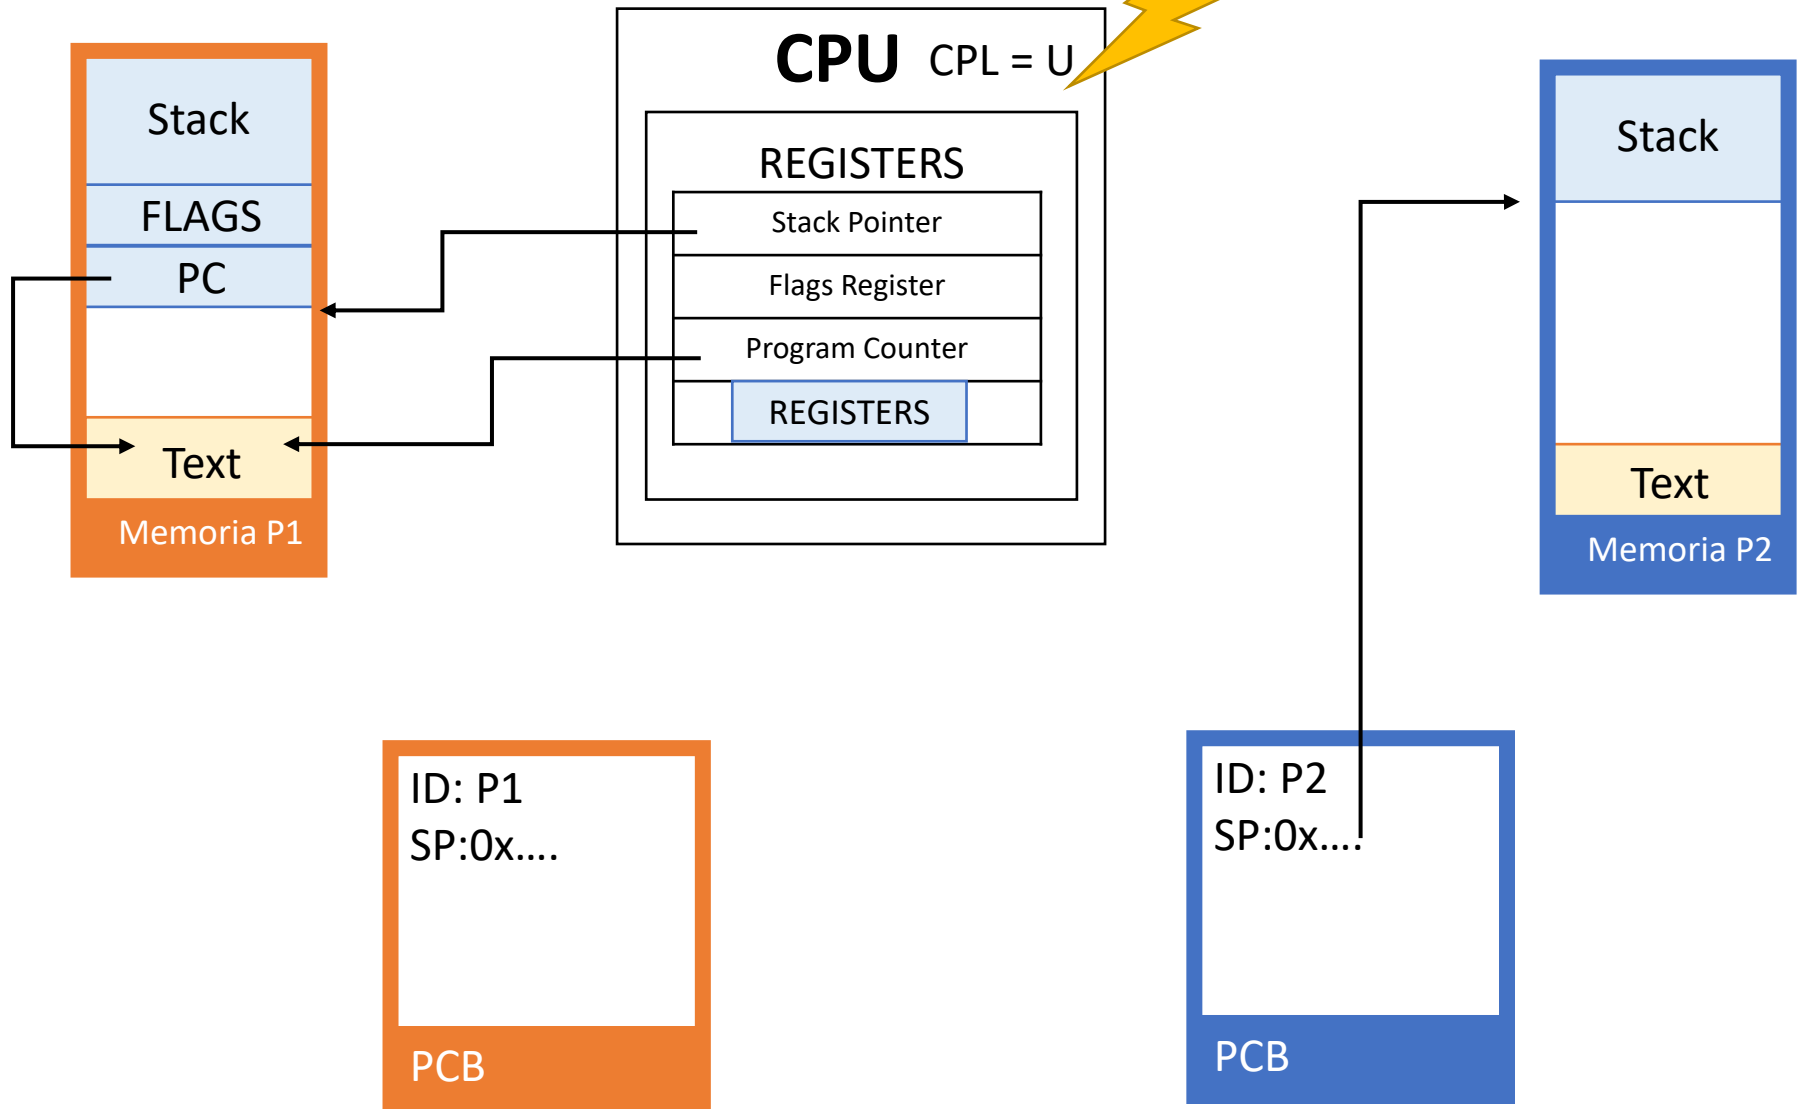 Stack
FLAGS
PC
Text
Memoria P1
CPU CPL = U
REGISTERS
Stack Pointer
Flags Register
Program Counter
REGISTERS
Stack
Text
Memoria P2
ID: P1
SP:0x....
PCB
ID: P2
SP:0x....
PCB